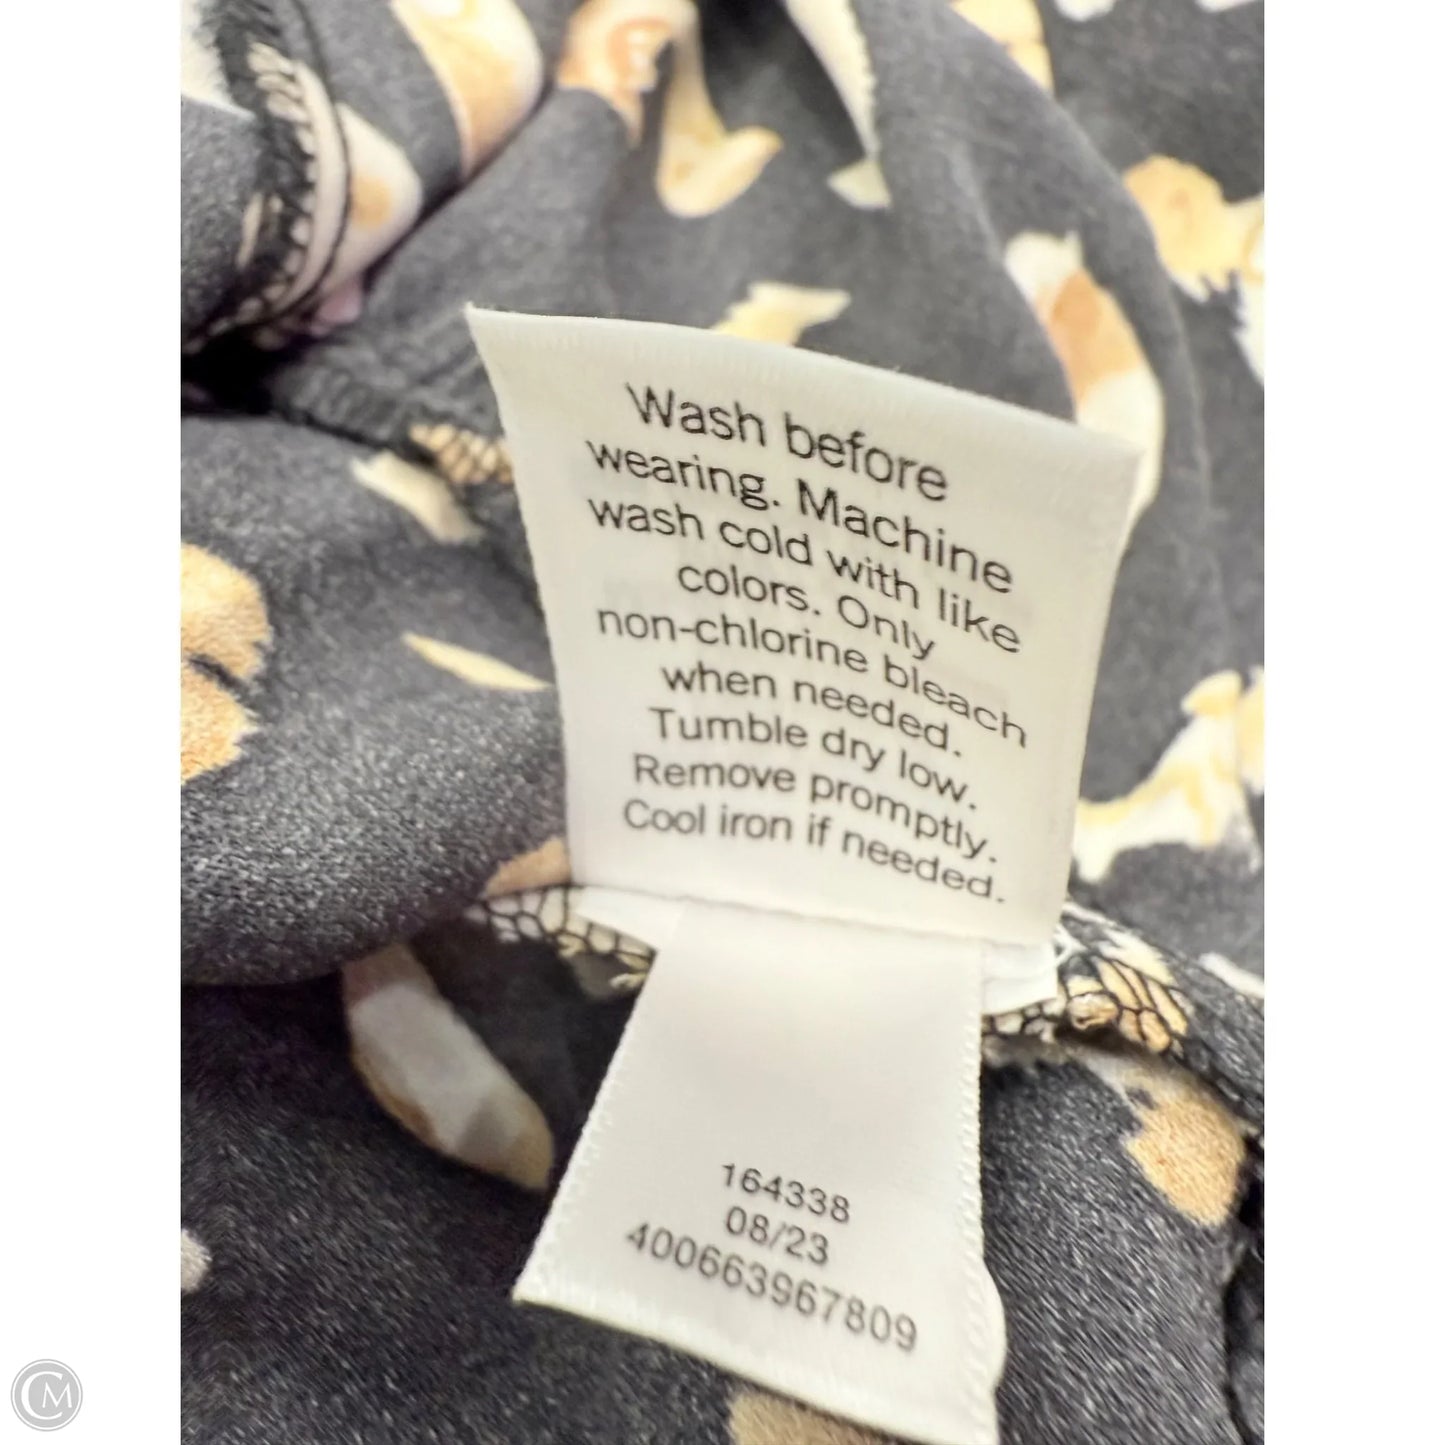 Wash before
wearing. Machine
wash cold with like
colors. Only
non-chlorine bleach
when needed.
Tumble dry low.
Remove promptly.
Cool iron if needed.
164338
08/23
400663967809
CM